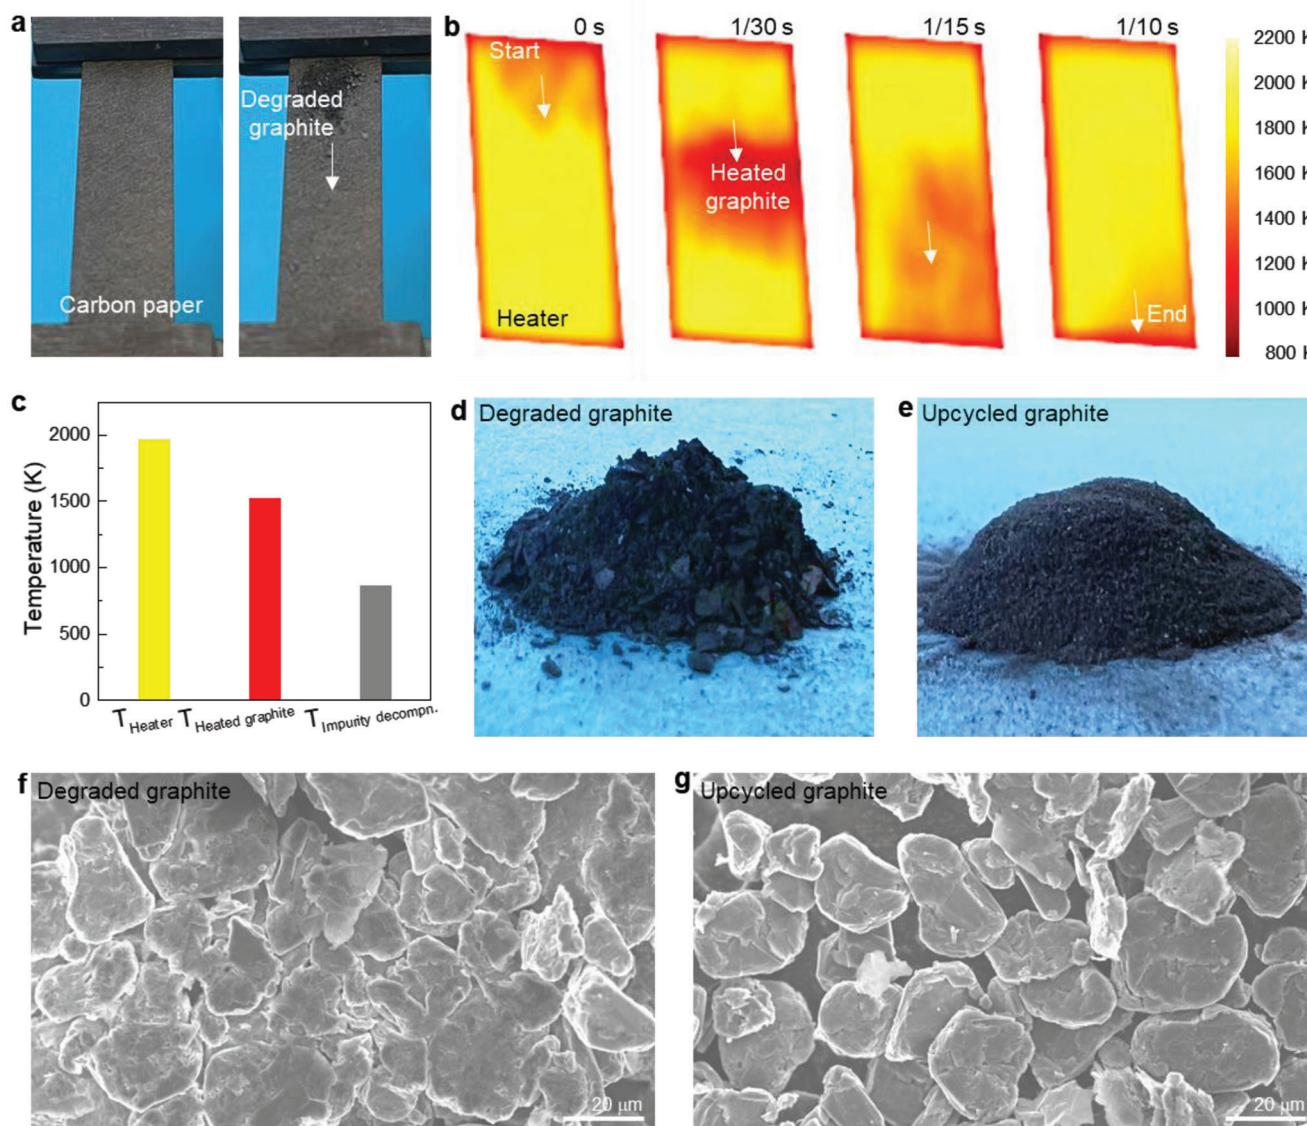 a
Degraded
graphite
Carbon paper
b
0 s
1/30 s
1/15 s
1/10 s
Start
Heated
graphite
Heater
End
2200 K
2000 K
1800 K
1600 K
1400 K
1200 K
1000 K
800 K
c
Temperature (K)
2000
1500
1000
500
0
T Heater
T Heated graphite
T Impurity decompn.
d
Degraded graphite
e
Upcycled graphite
f
Degraded graphite
20 μm
g
Upcycled graphite
20 μm